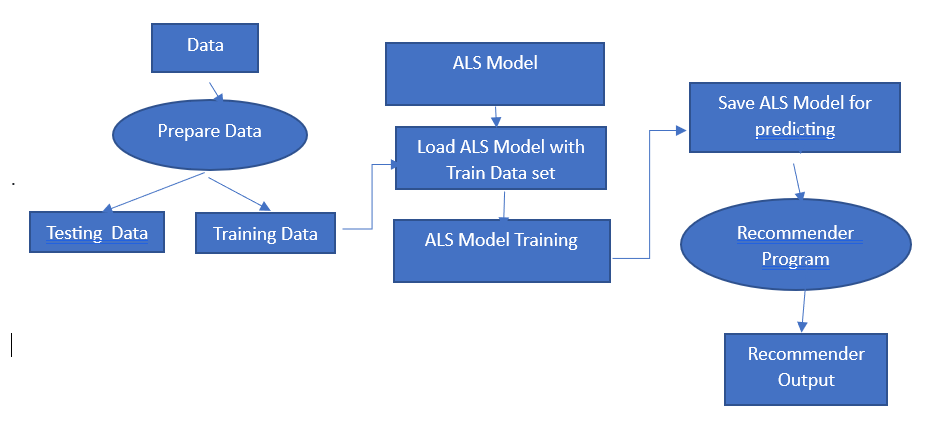 Data
Prepare Data
Testing  Data
Training Data
ALS Model
Load ALS Model with
Train Data set
ALS Model Training
Save ALS Model for
predicting
Recommender
Program
Recommender
Output